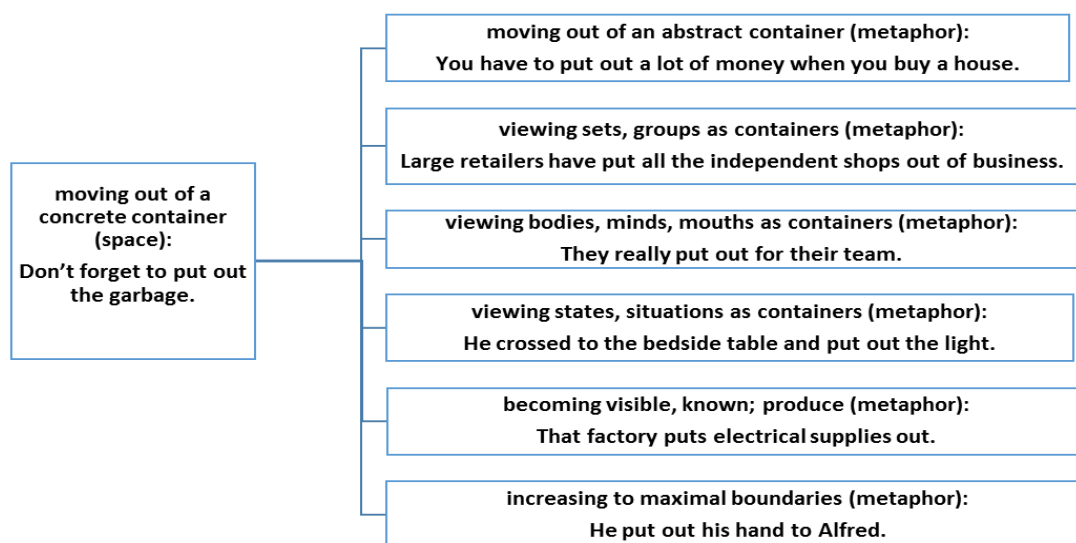 moving out of a
concrete container
(space):
Don't forget to put out
the garbage.
moving out of an abstract container (metaphor):
You have to put out a lot of money when you buy a house.
viewing sets, groups as containers (metaphor):
Large retailers have put all the independent shops out of business.
viewing bodies, minds, mouths as containers (metaphor):
They really put out for their team.
viewing states, situations as containers (metaphor):
He crossed to the bedside table and put out the light.
becoming visible, known; produce (metaphor):
That factory puts electrical supplies out.
increasing to maximal boundaries (metaphor):
He put out his hand to Alfred.